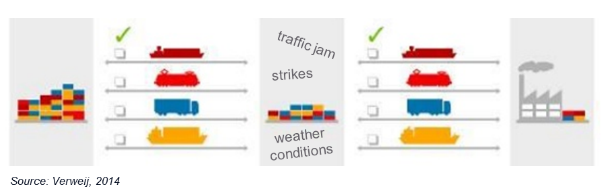 traffic jam
strikes
weather
conditions
Source: Verweij, 2014